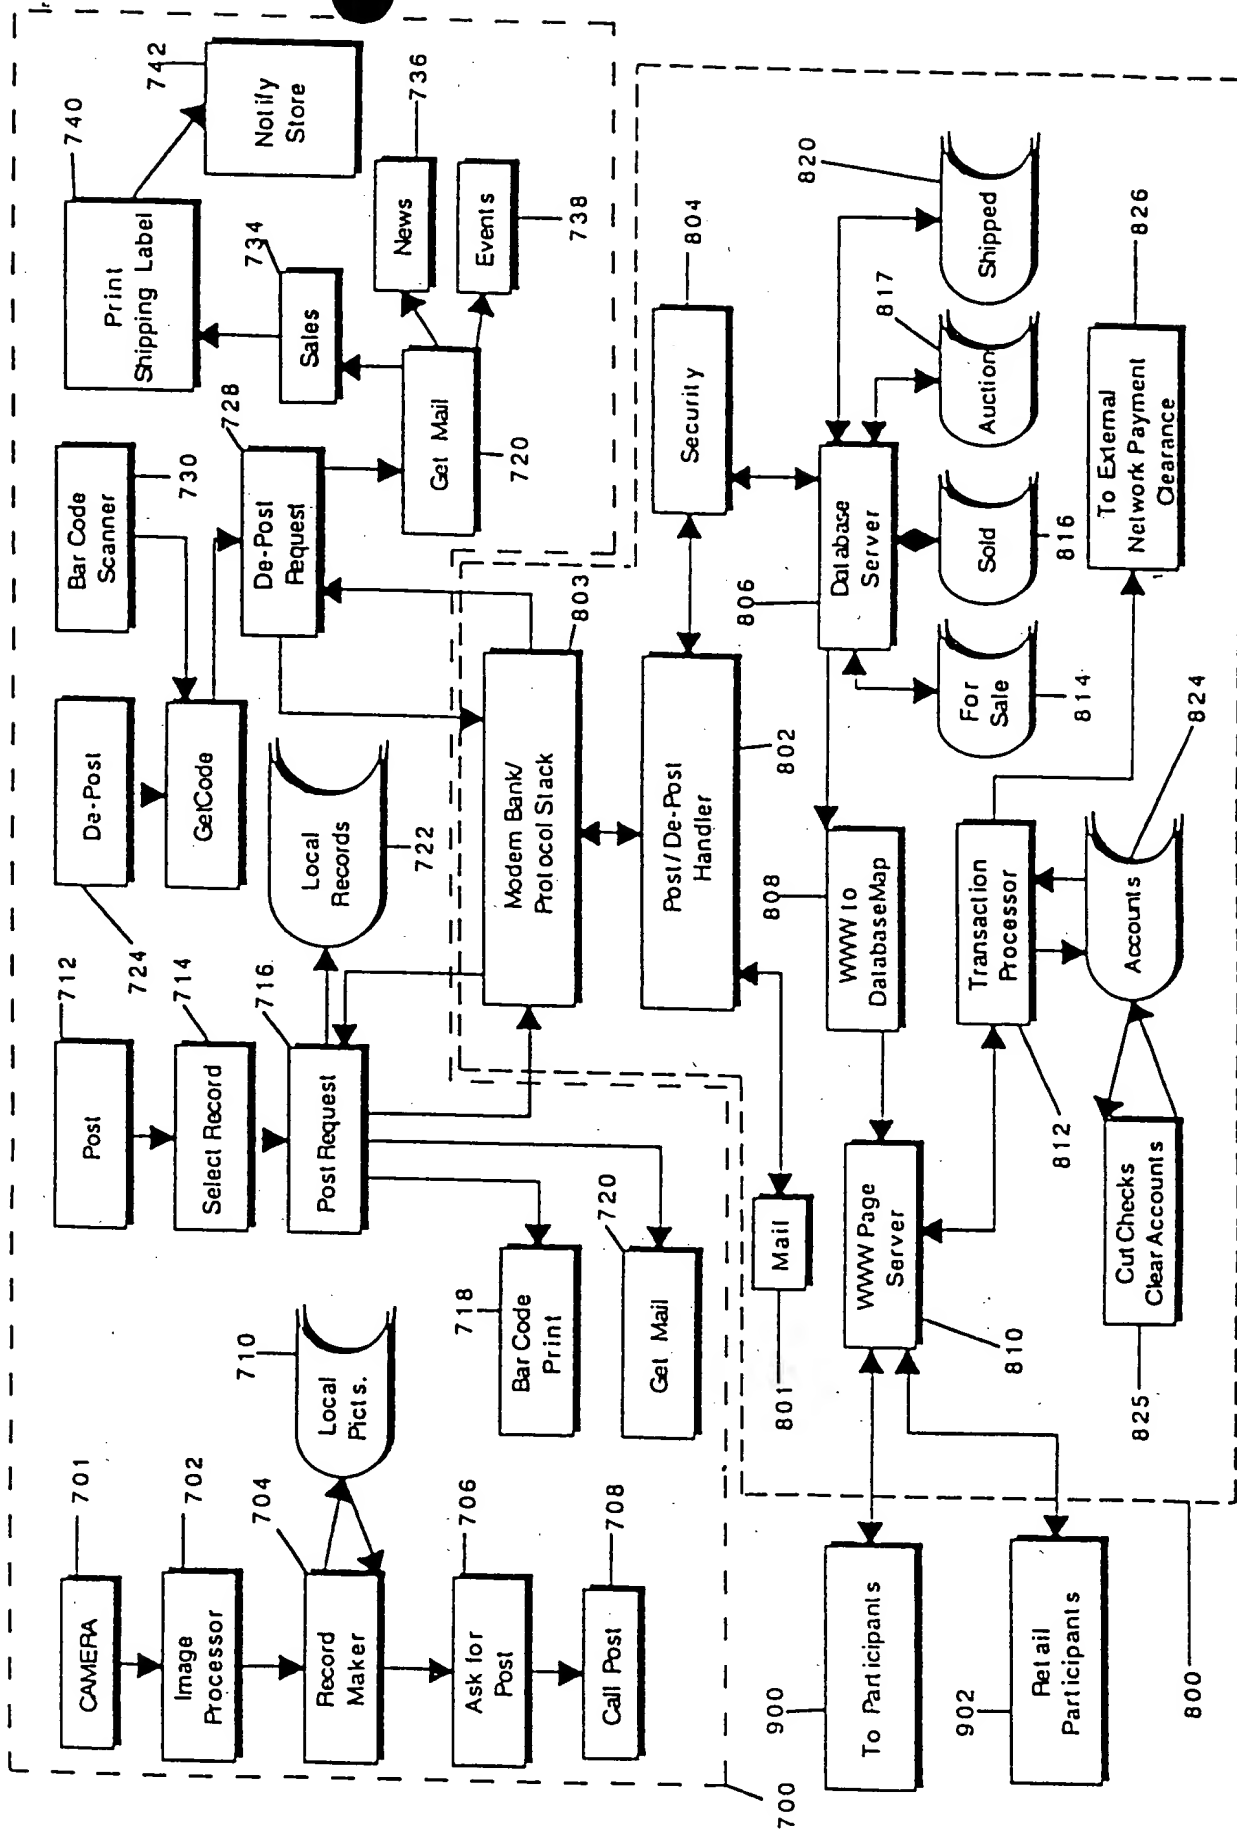 CAMERA
701
Image
Processor
702
Record
Maker
704
Ask for
Post
706
Call Post
708
Local
Picts.
710
Post
712
Select Record
714
Post Request
716
Bar Code
Print
718
Get Mail
720
Local
Records
722
De-Post
724
GetCode
Bar Code
Scanner
730
De-Post
Request
728
Get Mail
720
Sales
734
News
736
Events
738
Print
Shipping Label
740
Notify
Store
742
700
Modem Bank/
Protocol Stack
803
Post/De-Post
Handler
802
Mail
801
Security
804
Database
Server
806
WWW to
DatabaseMap
808
WWW Page
Server
810
Transaction
Processor
812
For
Sale
814
Sold
816
Auction
817
Shipped
820
Accounts
824
Cut Checks
Clear Accounts
825
To External
Network Payment
Clearance
826
To Participants
900
Retail
Participants
902
800